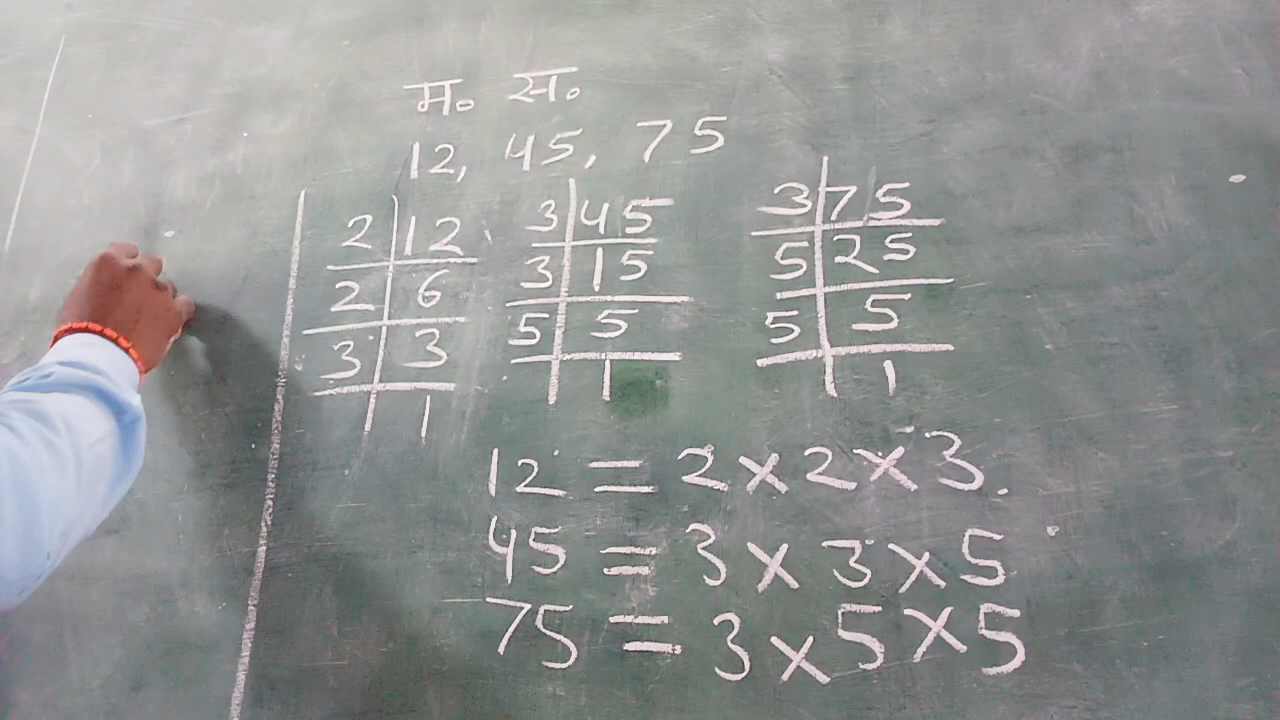 म० स०
12, 45, 75
2 | 12
2 | 6
3 | 3
1
3 | 45
3 | 15
5 | 5
1
3 | 75
5 | 25
5 | 5
1
12 = 2 × 2 × 3.
45 = 3 × 3 × 5
75 = 3 × 5 × 5